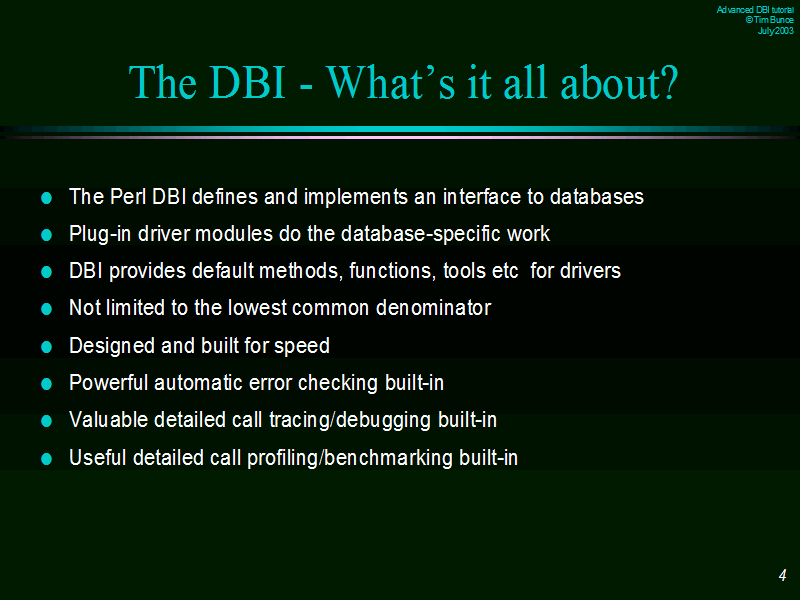 Advanced DBI tutorial
© Tim Bunce
July 2003
The DBI - What’s it all about?
The Perl DBI defines and implements an interface to databases
Plug-in driver modules do the database-specific work
DBI provides default methods, functions, tools etc  for drivers
Not limited to the lowest common denominator
Designed and built for speed
Powerful automatic error checking built-in
Valuable detailed call tracing/debugging built-in
Useful detailed call profiling/benchmarking built-in
4